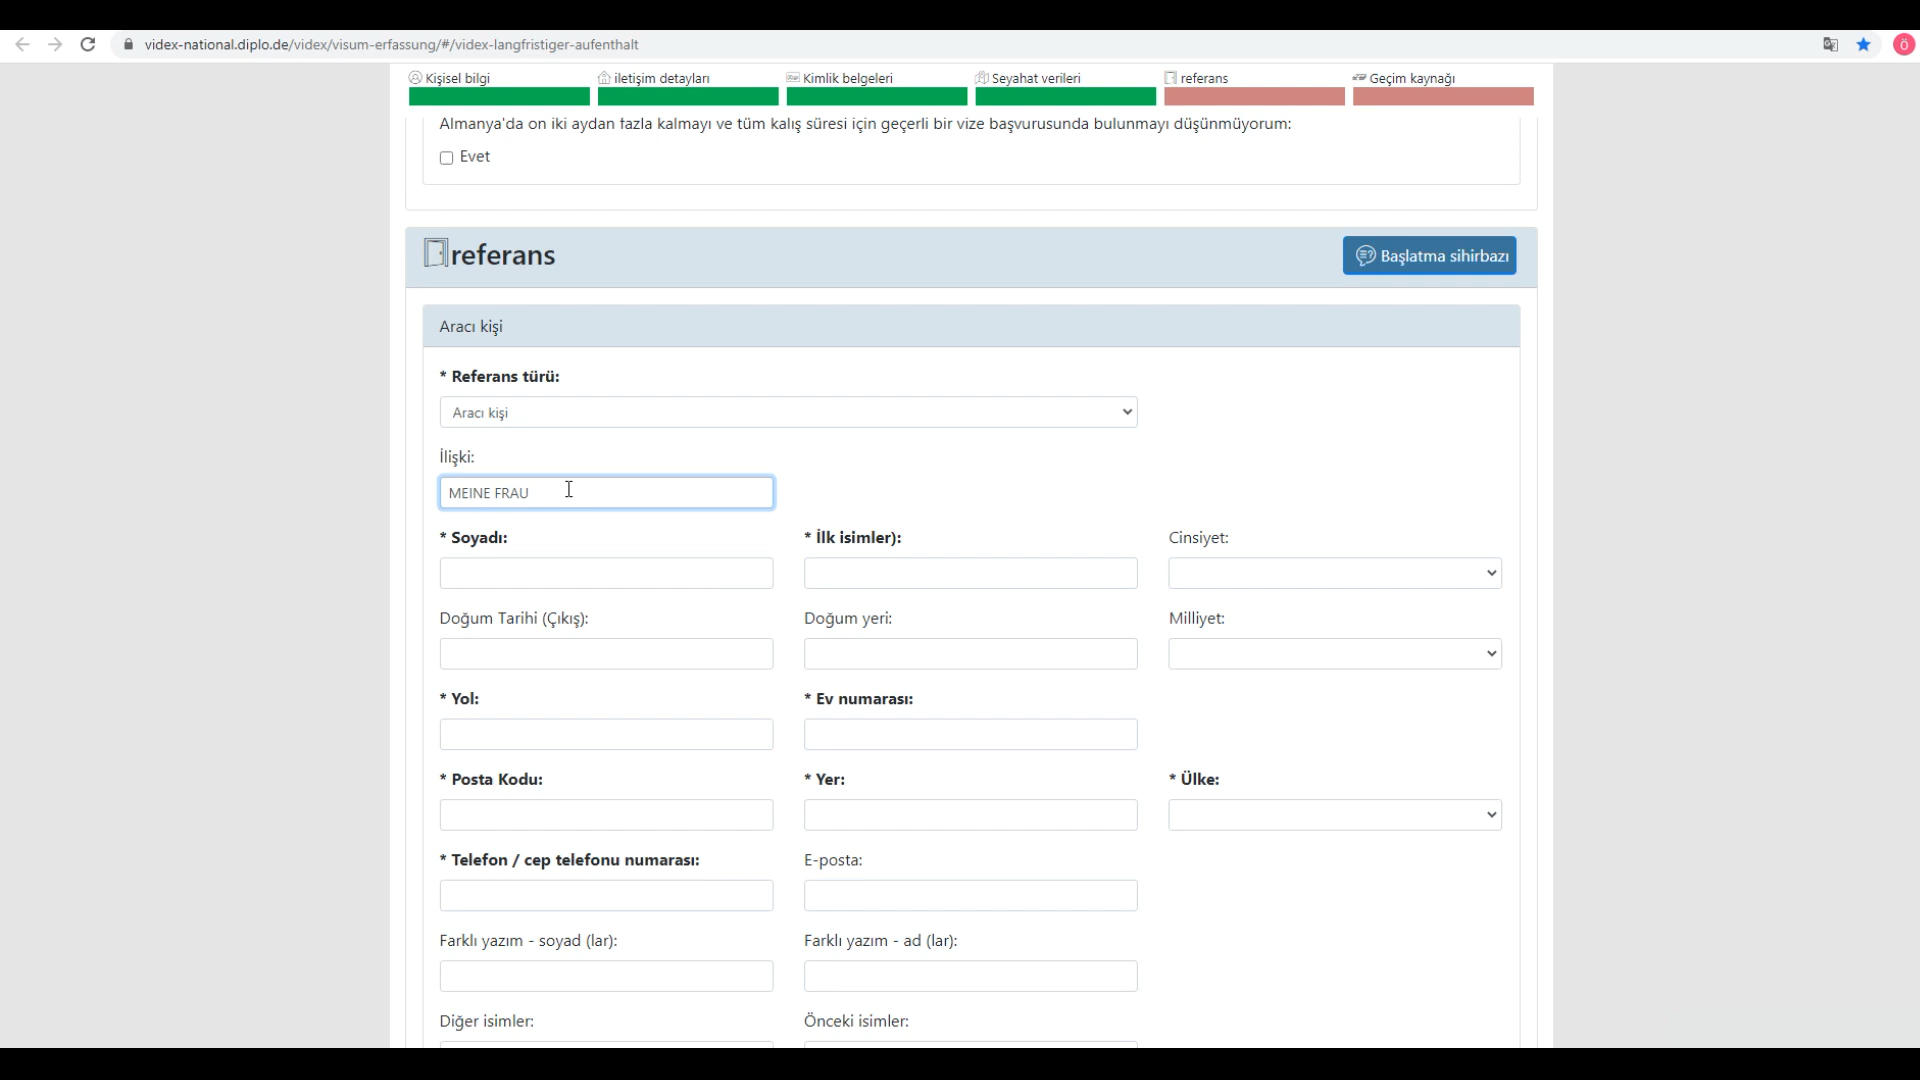 videx-national.diplo.de/videx/visum-erfassung/#/videx-langfristiger-aufenthalt
Ö
Kişisel bilgi iletişim detayları Kimlik belgeleri Seyahat verileri referans Geçim kaynağı
Almanya'da on iki aydan fazla kalmayı ve tüm kalış süresi için geçerli bir vize başvurusunda bulunmayı düşünmüyorum:
Evet
referans
Başlatma sihirbazı
Aracı kişi
* Referans türü:
Aracı kişi
İlişki:
MEINE FRAU
* Soyadı: * İlk isimler): Cinsiyet:
Doğum Tarihi (Çıkış): Doğum yeri: Milliyet:
* Yol: * Ev numarası:
* Posta Kodu: * Yer: * Ülke:
* Telefon / cep telefonu numarası: E-posta:
Farklı yazım - soyad (lar): Farklı yazım - ad (lar):
Diğer isimler: Önceki isimler: